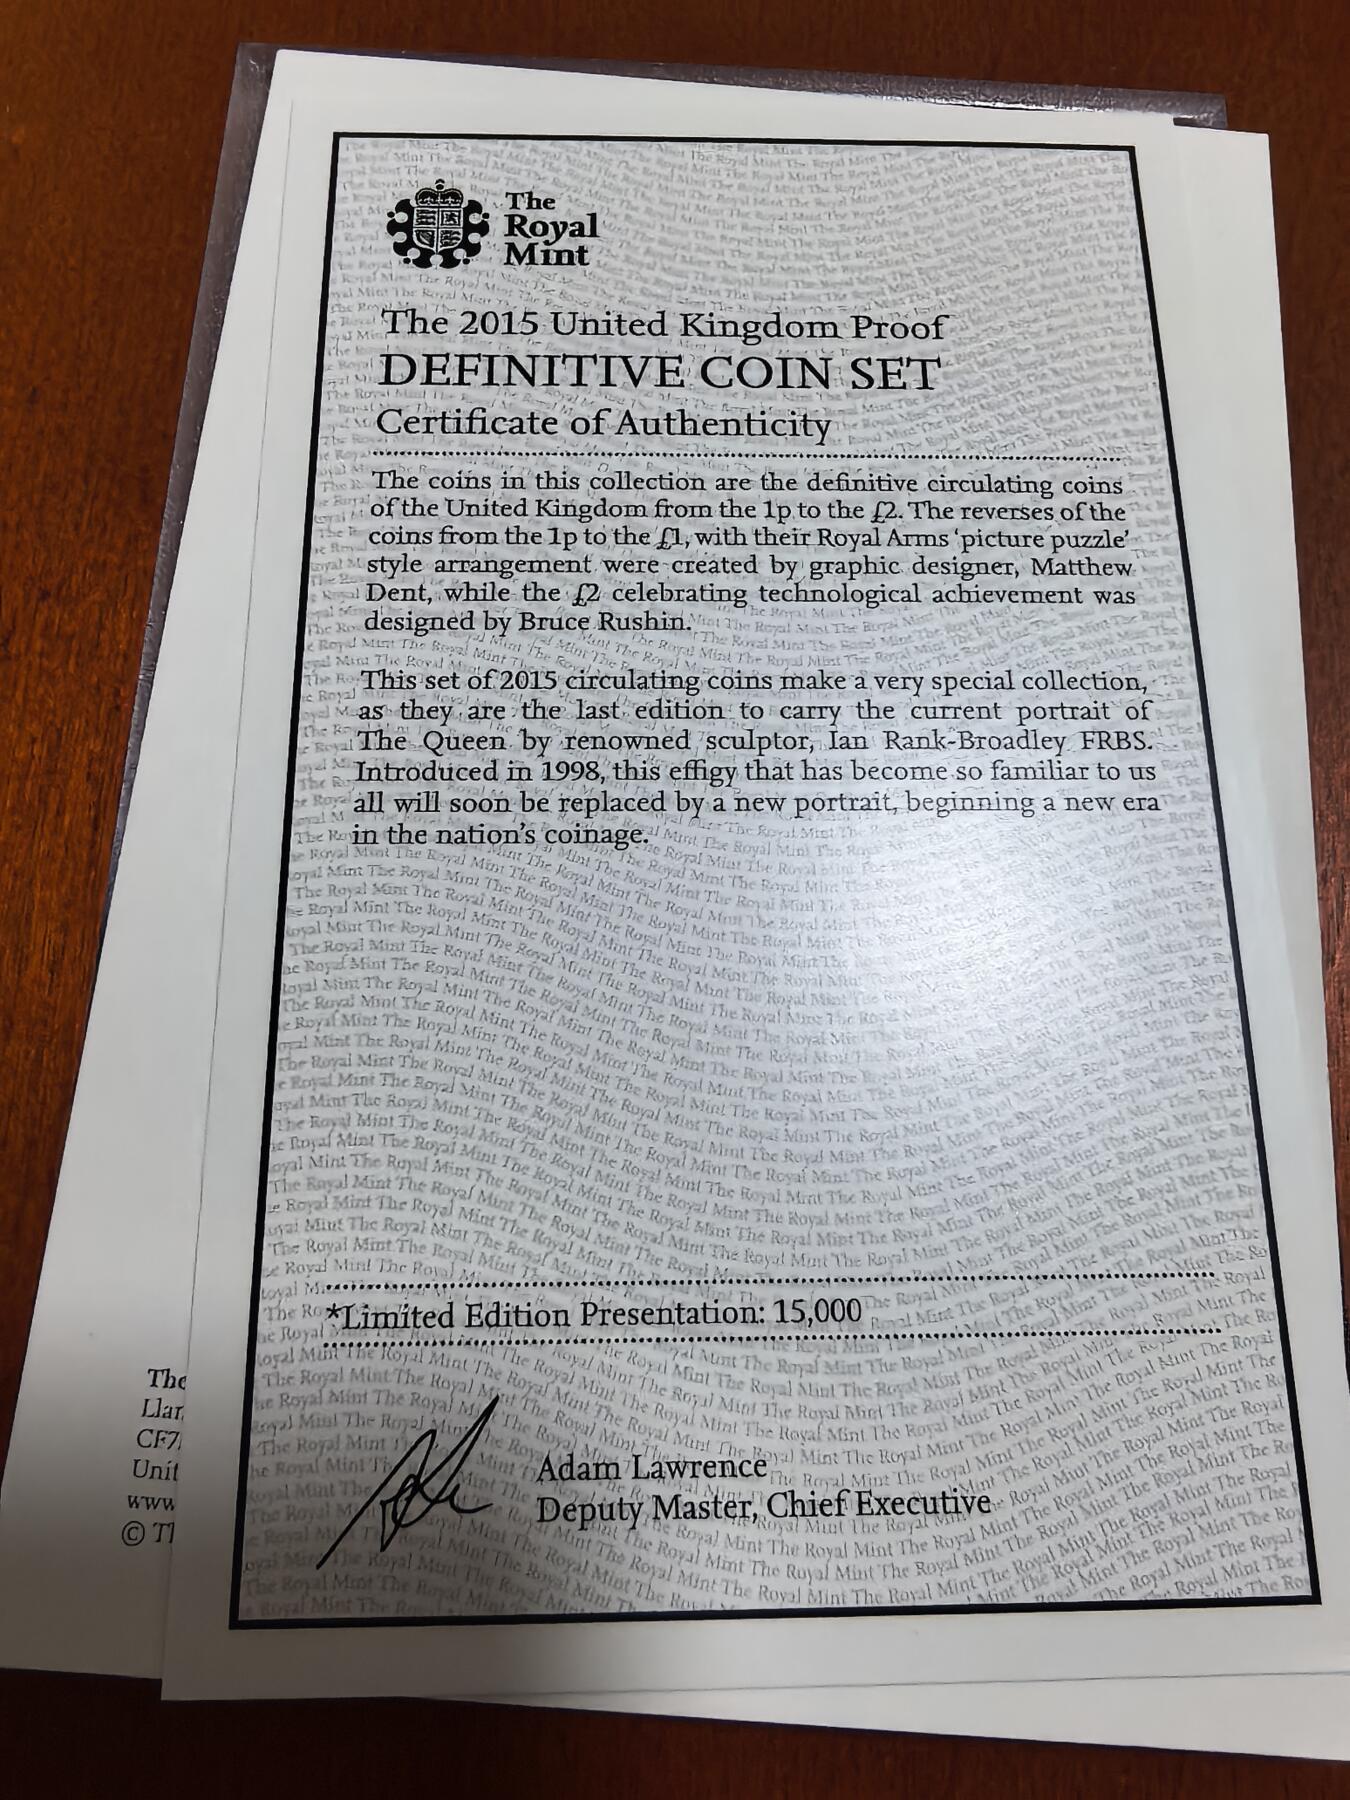 The
Royal
Mint
The 2015 United Kingdom Proof
DEFINITIVE COIN SET
Certificate of Authenticity
The coins in this collection are the definitive circulating coins
of the United Kingdom from the 1p to the £2. The reverses of the
coins from the 1p to the £1, with their Royal Arms ‘picture puzzle’
style arrangement were created by graphic designer, Matthew
Dent, while the £2 celebrating technological achievement was
designed by Bruce Rushin.
This set of 2015 circulating coins make a very special collection,
as they are the last edition to carry the current portrait of
The Queen by renowned sculptor, Ian Rank-Broadley FRBS.
Introduced in 1998, this effigy that has become so familiar to us
all will soon be replaced by a new portrait, beginning a new era
in the nation’s coinage.
*Limited Edition Presentation: 15,000
Adam Lawrence
Deputy Master, Chief Executive
The
Llan
CF7
Unit
www
© Th